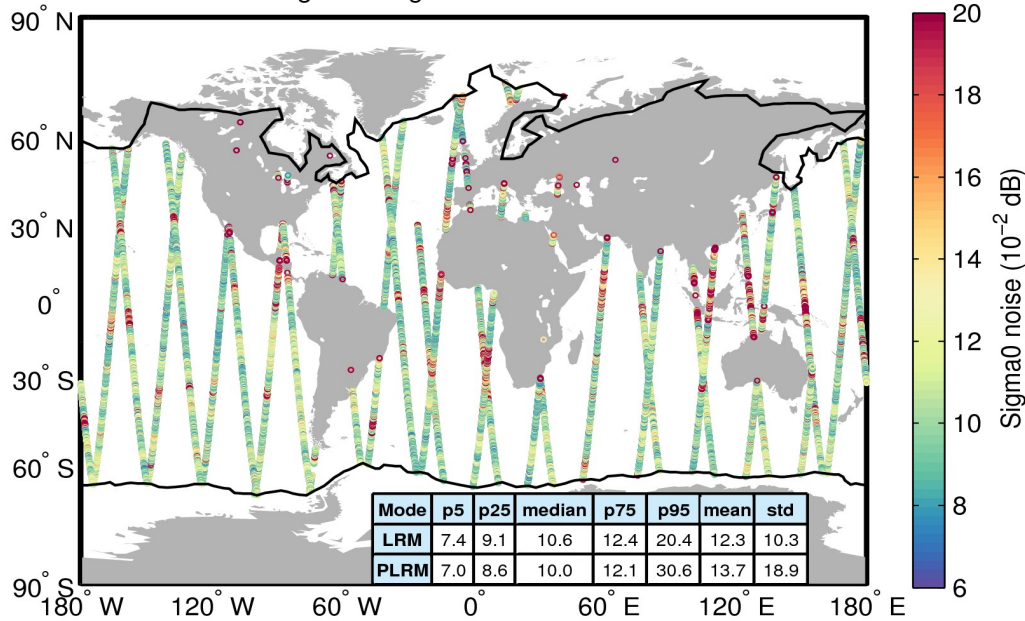 90° N
60° N
30° N
0°
30° S
60° S
90° S
180° W
120° W
60° W
0°
60° E
120° E
180° E
Mode p5 p25 median p75 p95 mean std
LRM 7.4 9.1 10.6 12.4 20.4 12.3 10.3
PLRM 7.0 8.6 10.0 12.1 30.6 13.7 18.9
20
18
16
14
12
10
8
6
Sigma0 noise (10⁻² dB)